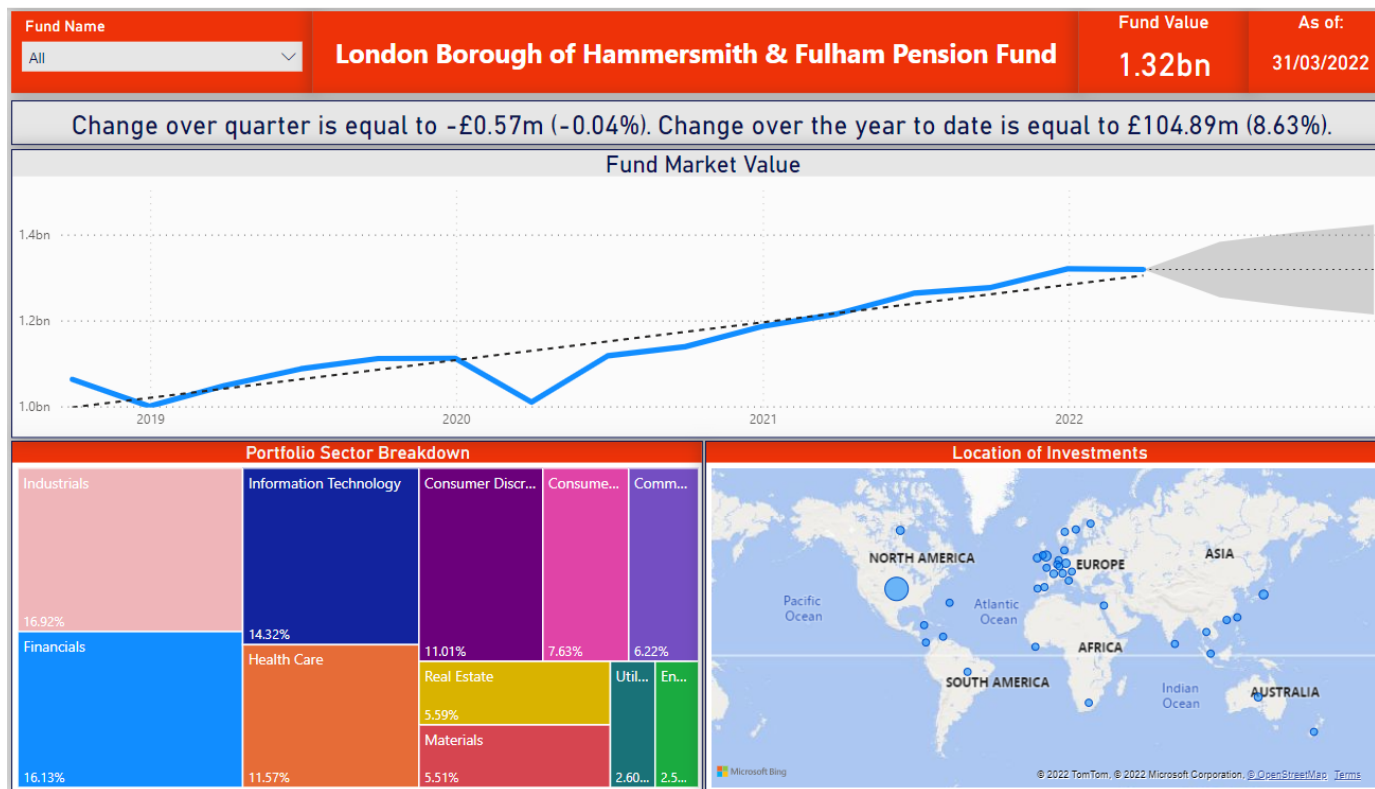 Fund Name
All
London Borough of Hammersmith & Fulham Pension Fund
Fund Value
1.32bn
As of:
31/03/2022
Change over quarter is equal to -£0.57m (-0.04%). Change over the year to date is equal to £104.89m (8.63%).
Fund Market Value
1.4bn
1.2bn
1.0bn
2019
2020
2021
2022
Portfolio Sector Breakdown
Industrials
16.92%
Financials
16.13%
Information Technology
14.32%
Health Care
11.57%
Consumer Discr...
11.01%
Consume...
7.63%
Comm...
6.22%
Real Estate
5.59%
Materials
5.51%
Util...
2.60...
En...
2.5...
Location of Investments
NORTH AMERICA
EUROPE
ASIA
Pacific
Ocean
Atlantic
Ocean
AFRICA
SOUTH AMERICA
Indian
Ocean
AUSTRALIA
Microsoft Bing
© 2022 TomTom, © 2022 Microsoft Corporation, © OpenStreetMap Terms